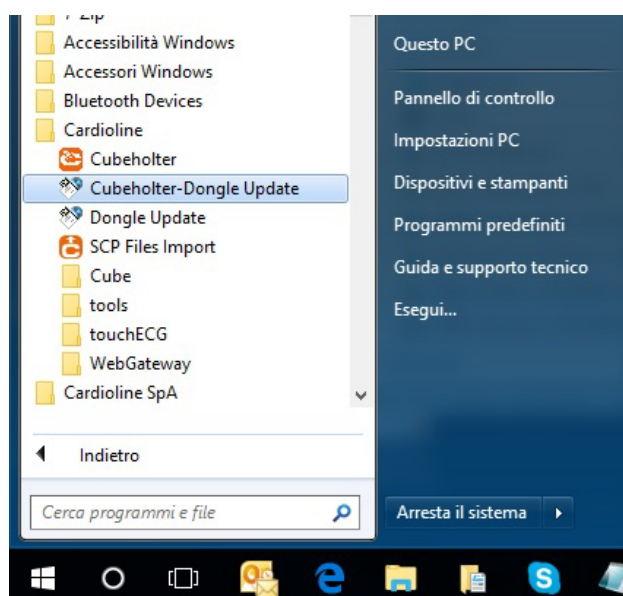 7-Zip
Accessibilità Windows
Accessori Windows
Bluetooth Devices
Cardioline
Cubeholter
Cubeholter-Dongle Update
Dongle Update
SCP Files Import
Cube
tools
touchECG
WebGateway
Cardioline SpA
Indietro
Cerca programmi e file
Questo PC
Pannello di controllo
Impostazioni PC
Dispositivi e stampanti
Programmi predefiniti
Guida e supporto tecnico
Esegui...
Arresta il sistema